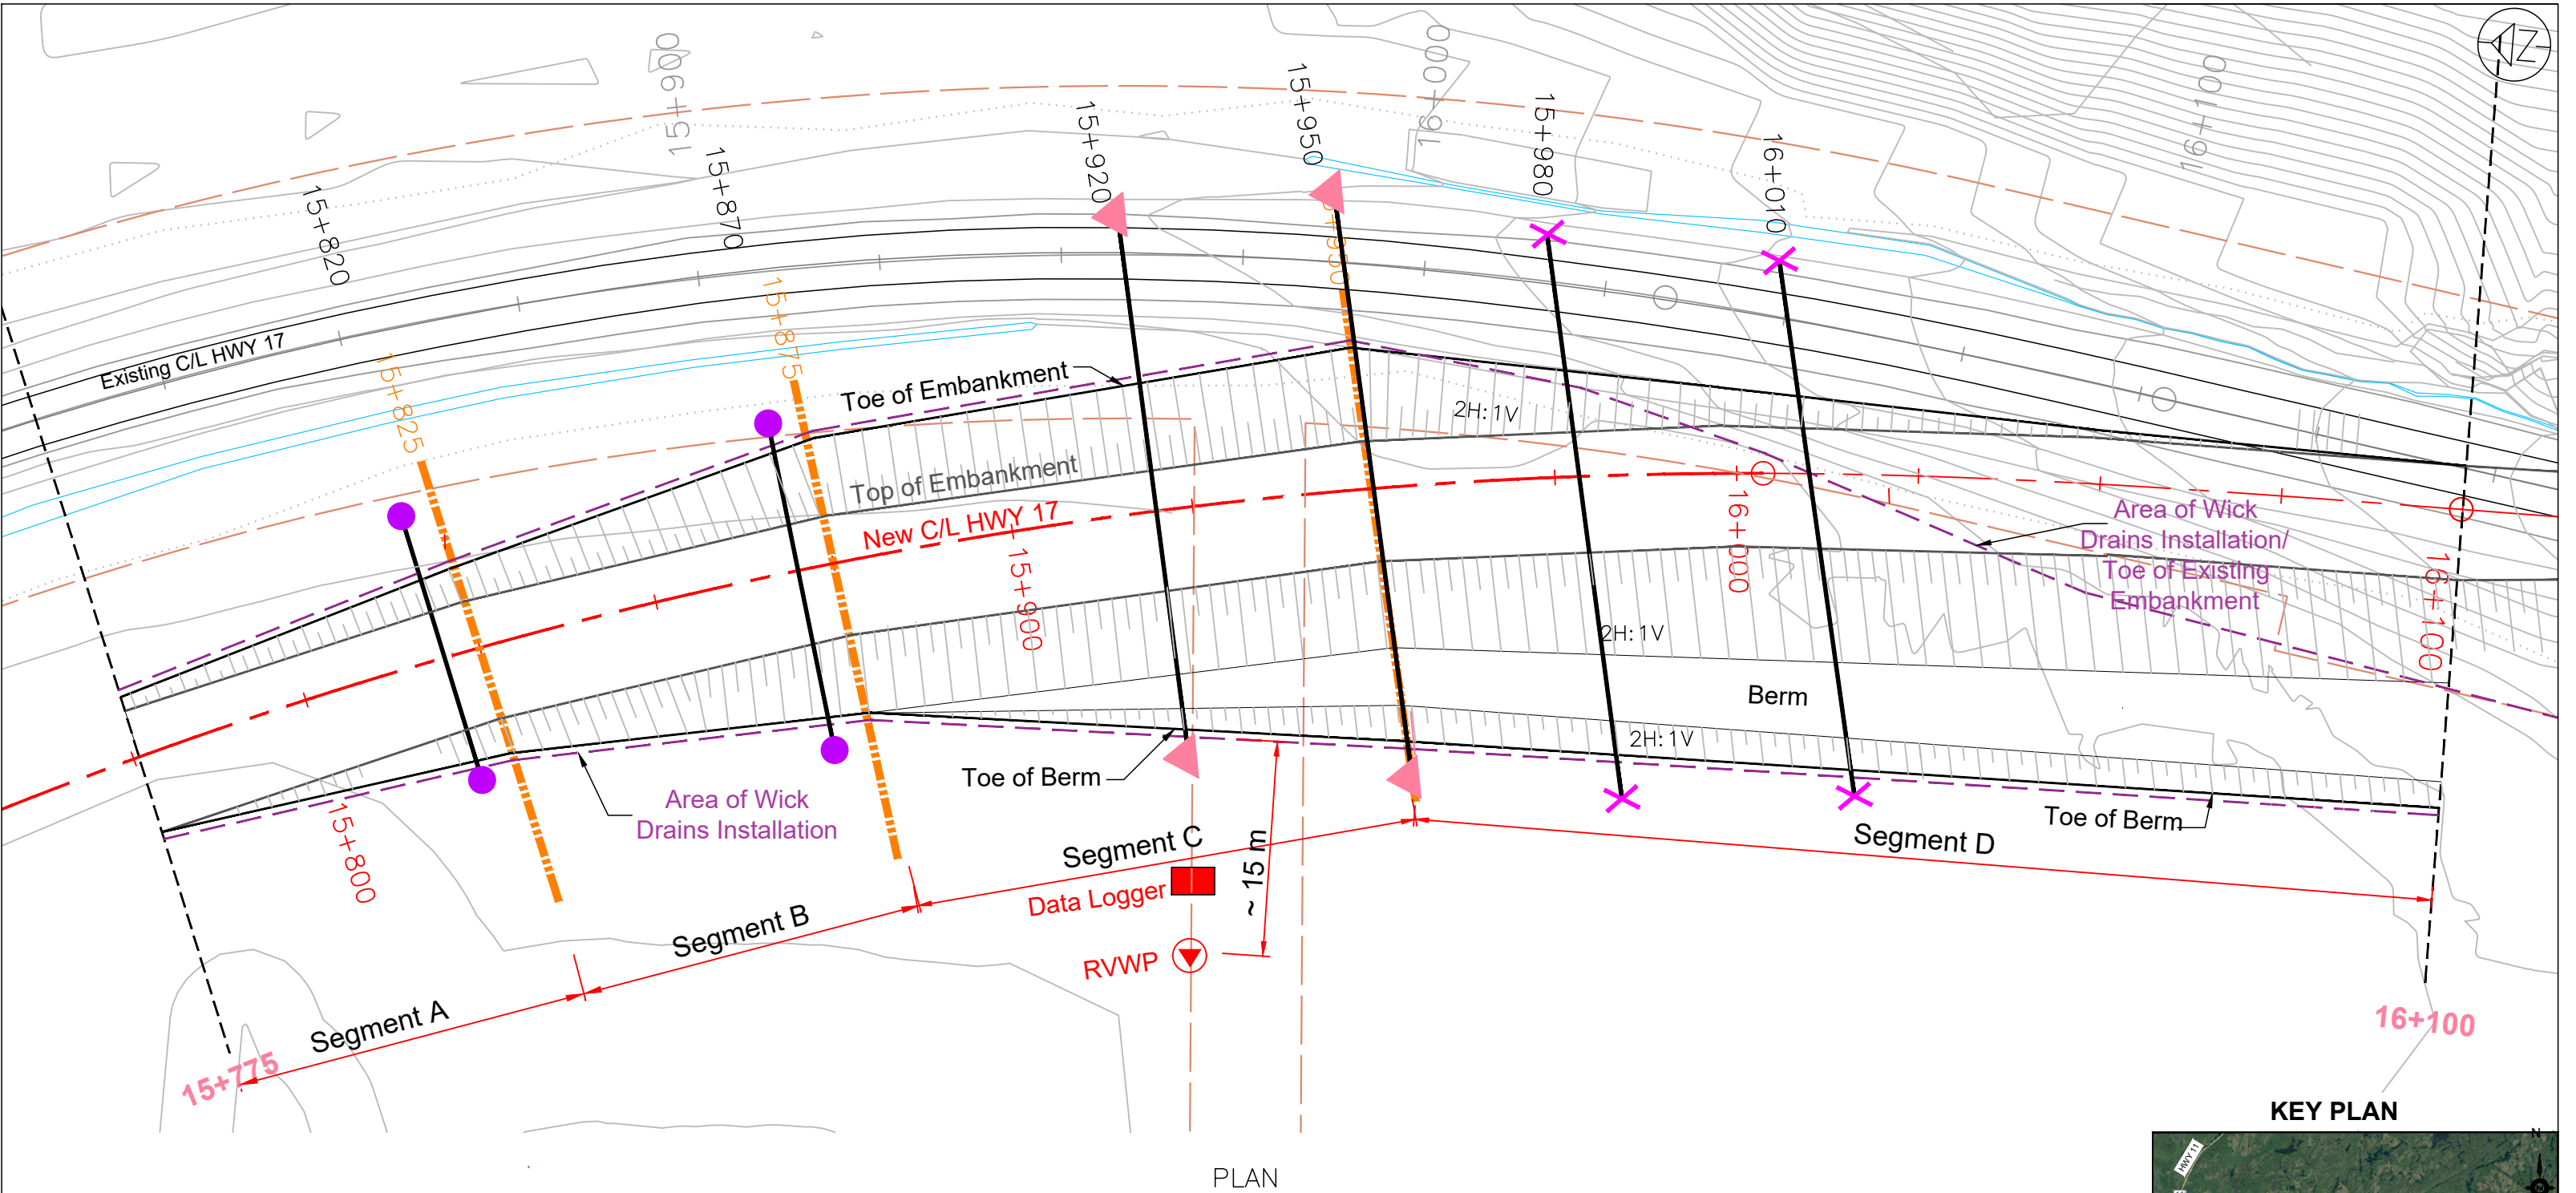 15+900
16+000
16+100
15+820
15+870
15+920
15+950
15+980
16+010
Z
Existing C/L HWY 17
15+825
15+875
15+950
Toe of Embankment
Top of Embankment
New C/L HWY 17
2H:1V
2H:1V
2H:1V
15+800
15+900
16+000
16+100
Area of Wick
Drains Installation/
Toe of Existing
Embankment
Berm
Toe of Berm
Toe of Berm
Area of Wick
Drains Installation
Segment A
Segment B
Segment C
Segment D
Data Logger
~ 15 m
RVWP
15+775
16+100
KEY PLAN
HWY 11
N
PLAN